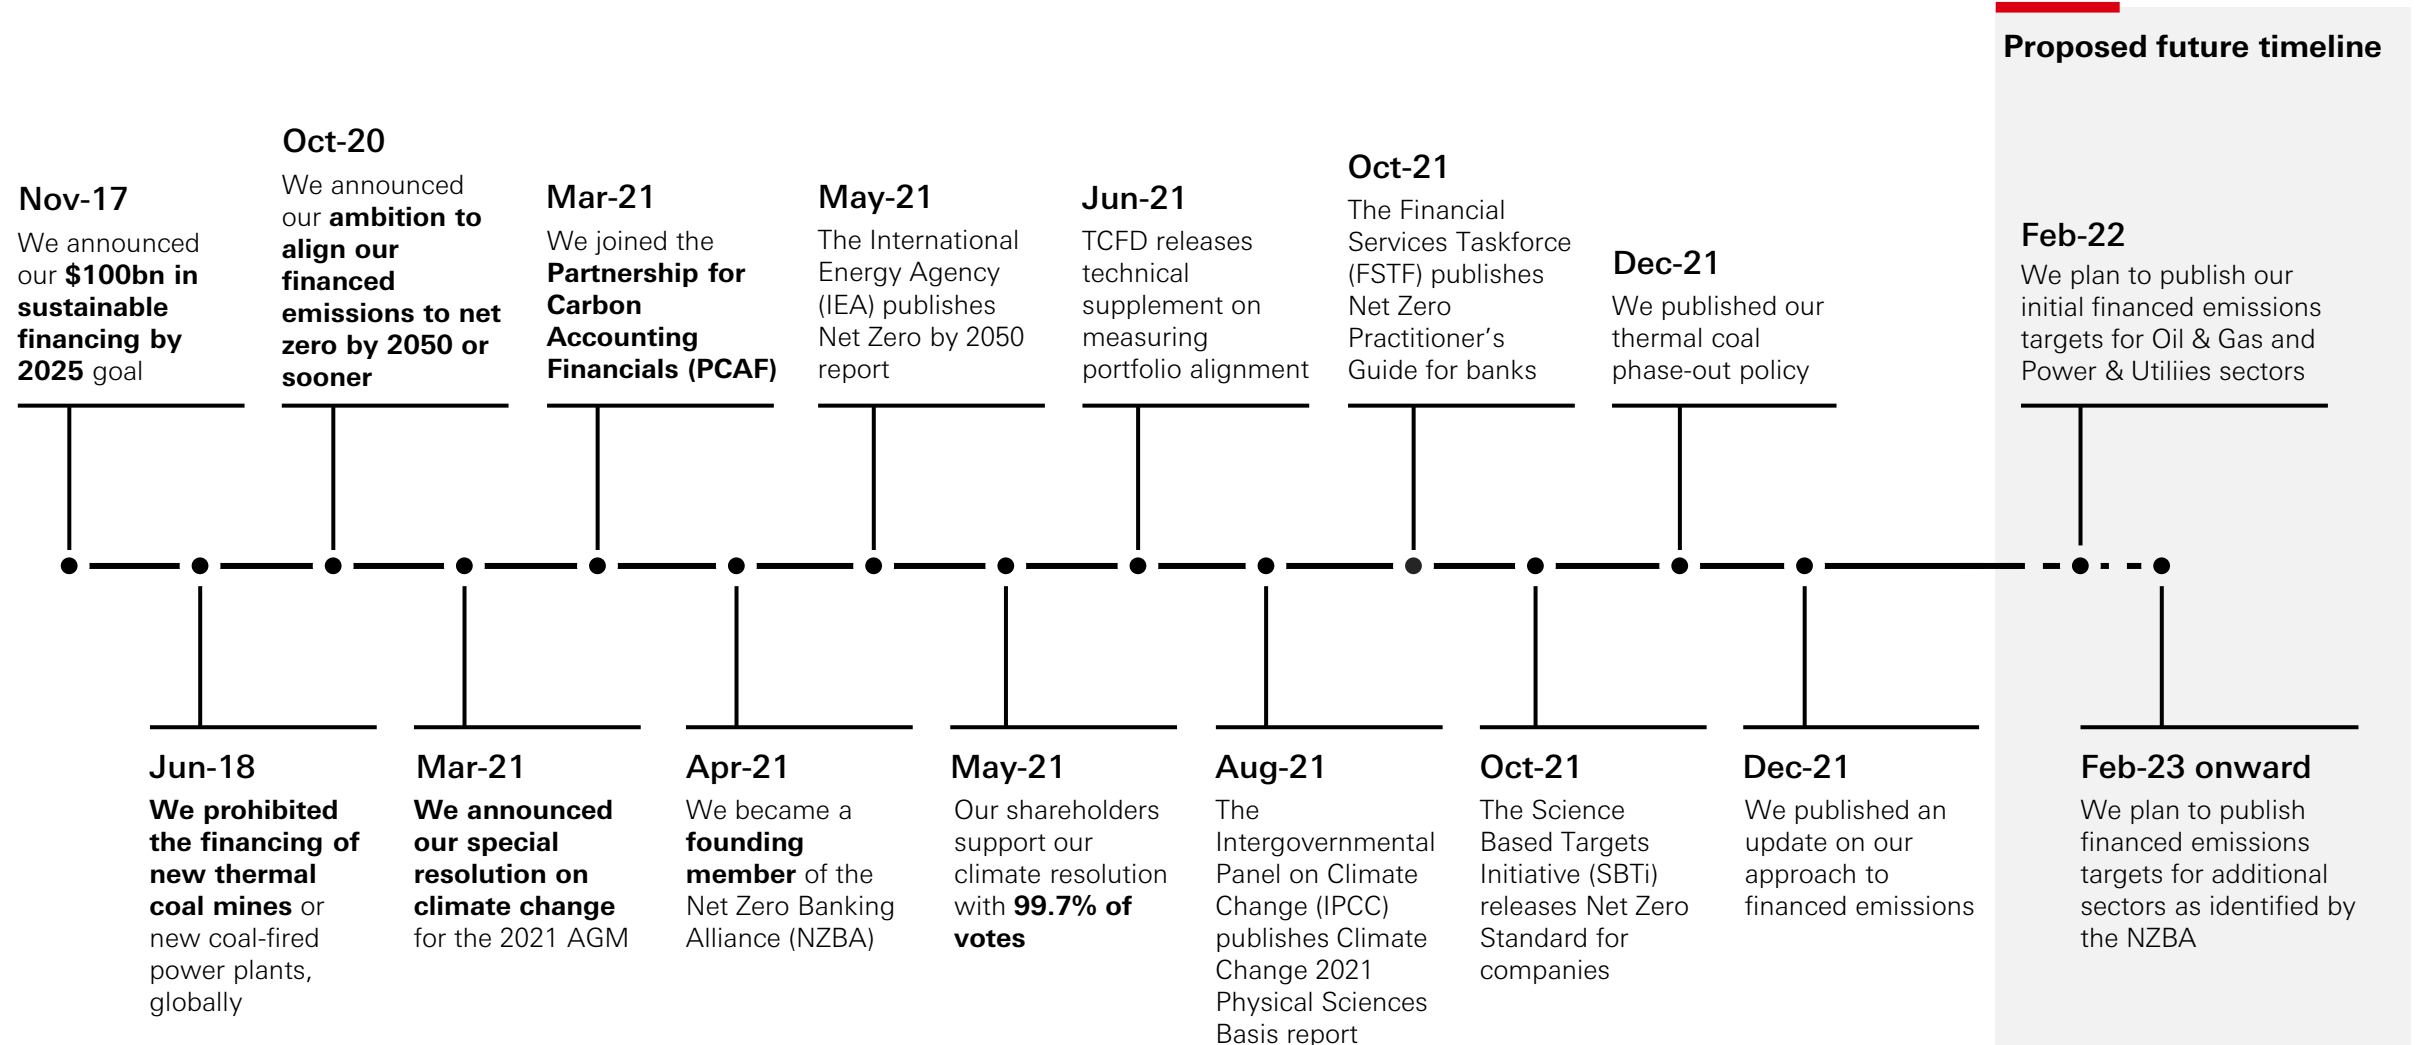 Proposed future timeline
Nov-17
We announced
our $100bn in
sustainable
financing by
2025 goal
Oct-20
We announced
our ambition to
align our
financed
emissions to net
zero by 2050 or
sooner
Mar-21
We joined the
Partnership for
Carbon
Accounting
Financials (PCAF)
May-21
The International
Energy Agency
(IEA) publishes
Net Zero by 2050
report
Jun-21
TCFD releases
technical
supplement on
measuring
portfolio alignment
Oct-21
The Financial
Services Taskforce
(FSTF) publishes
Net Zero
Practitioner’s
Guide for banks
Dec-21
We published our
thermal coal
phase-out policy
Feb-22
We plan to publish our
initial financed emissions
targets for Oil & Gas and
Power & Utiliies sectors
Jun-18
We prohibited
the financing of
new thermal
coal mines or
new coal-fired
power plants,
globally
Mar-21
We announced
our special
resolution on
climate change
for the 2021 AGM
Apr-21
We became a
founding
member of the
Net Zero Banking
Alliance (NZBA)
May-21
Our shareholders
support our
climate resolution
with 99.7% of
votes
Aug-21
The
Intergovernmental
Panel on Climate
Change (IPCC)
publishes Climate
Change 2021
Physical Sciences
Basis report
Oct-21
The Science
Based Targets
Initiative (SBTi)
releases Net Zero
Standard for
companies
Dec-21
We published an
update on our
approach to
financed emissions
Feb-23 onward
We plan to publish
financed emissions
targets for additional
sectors as identified by
the NZBA